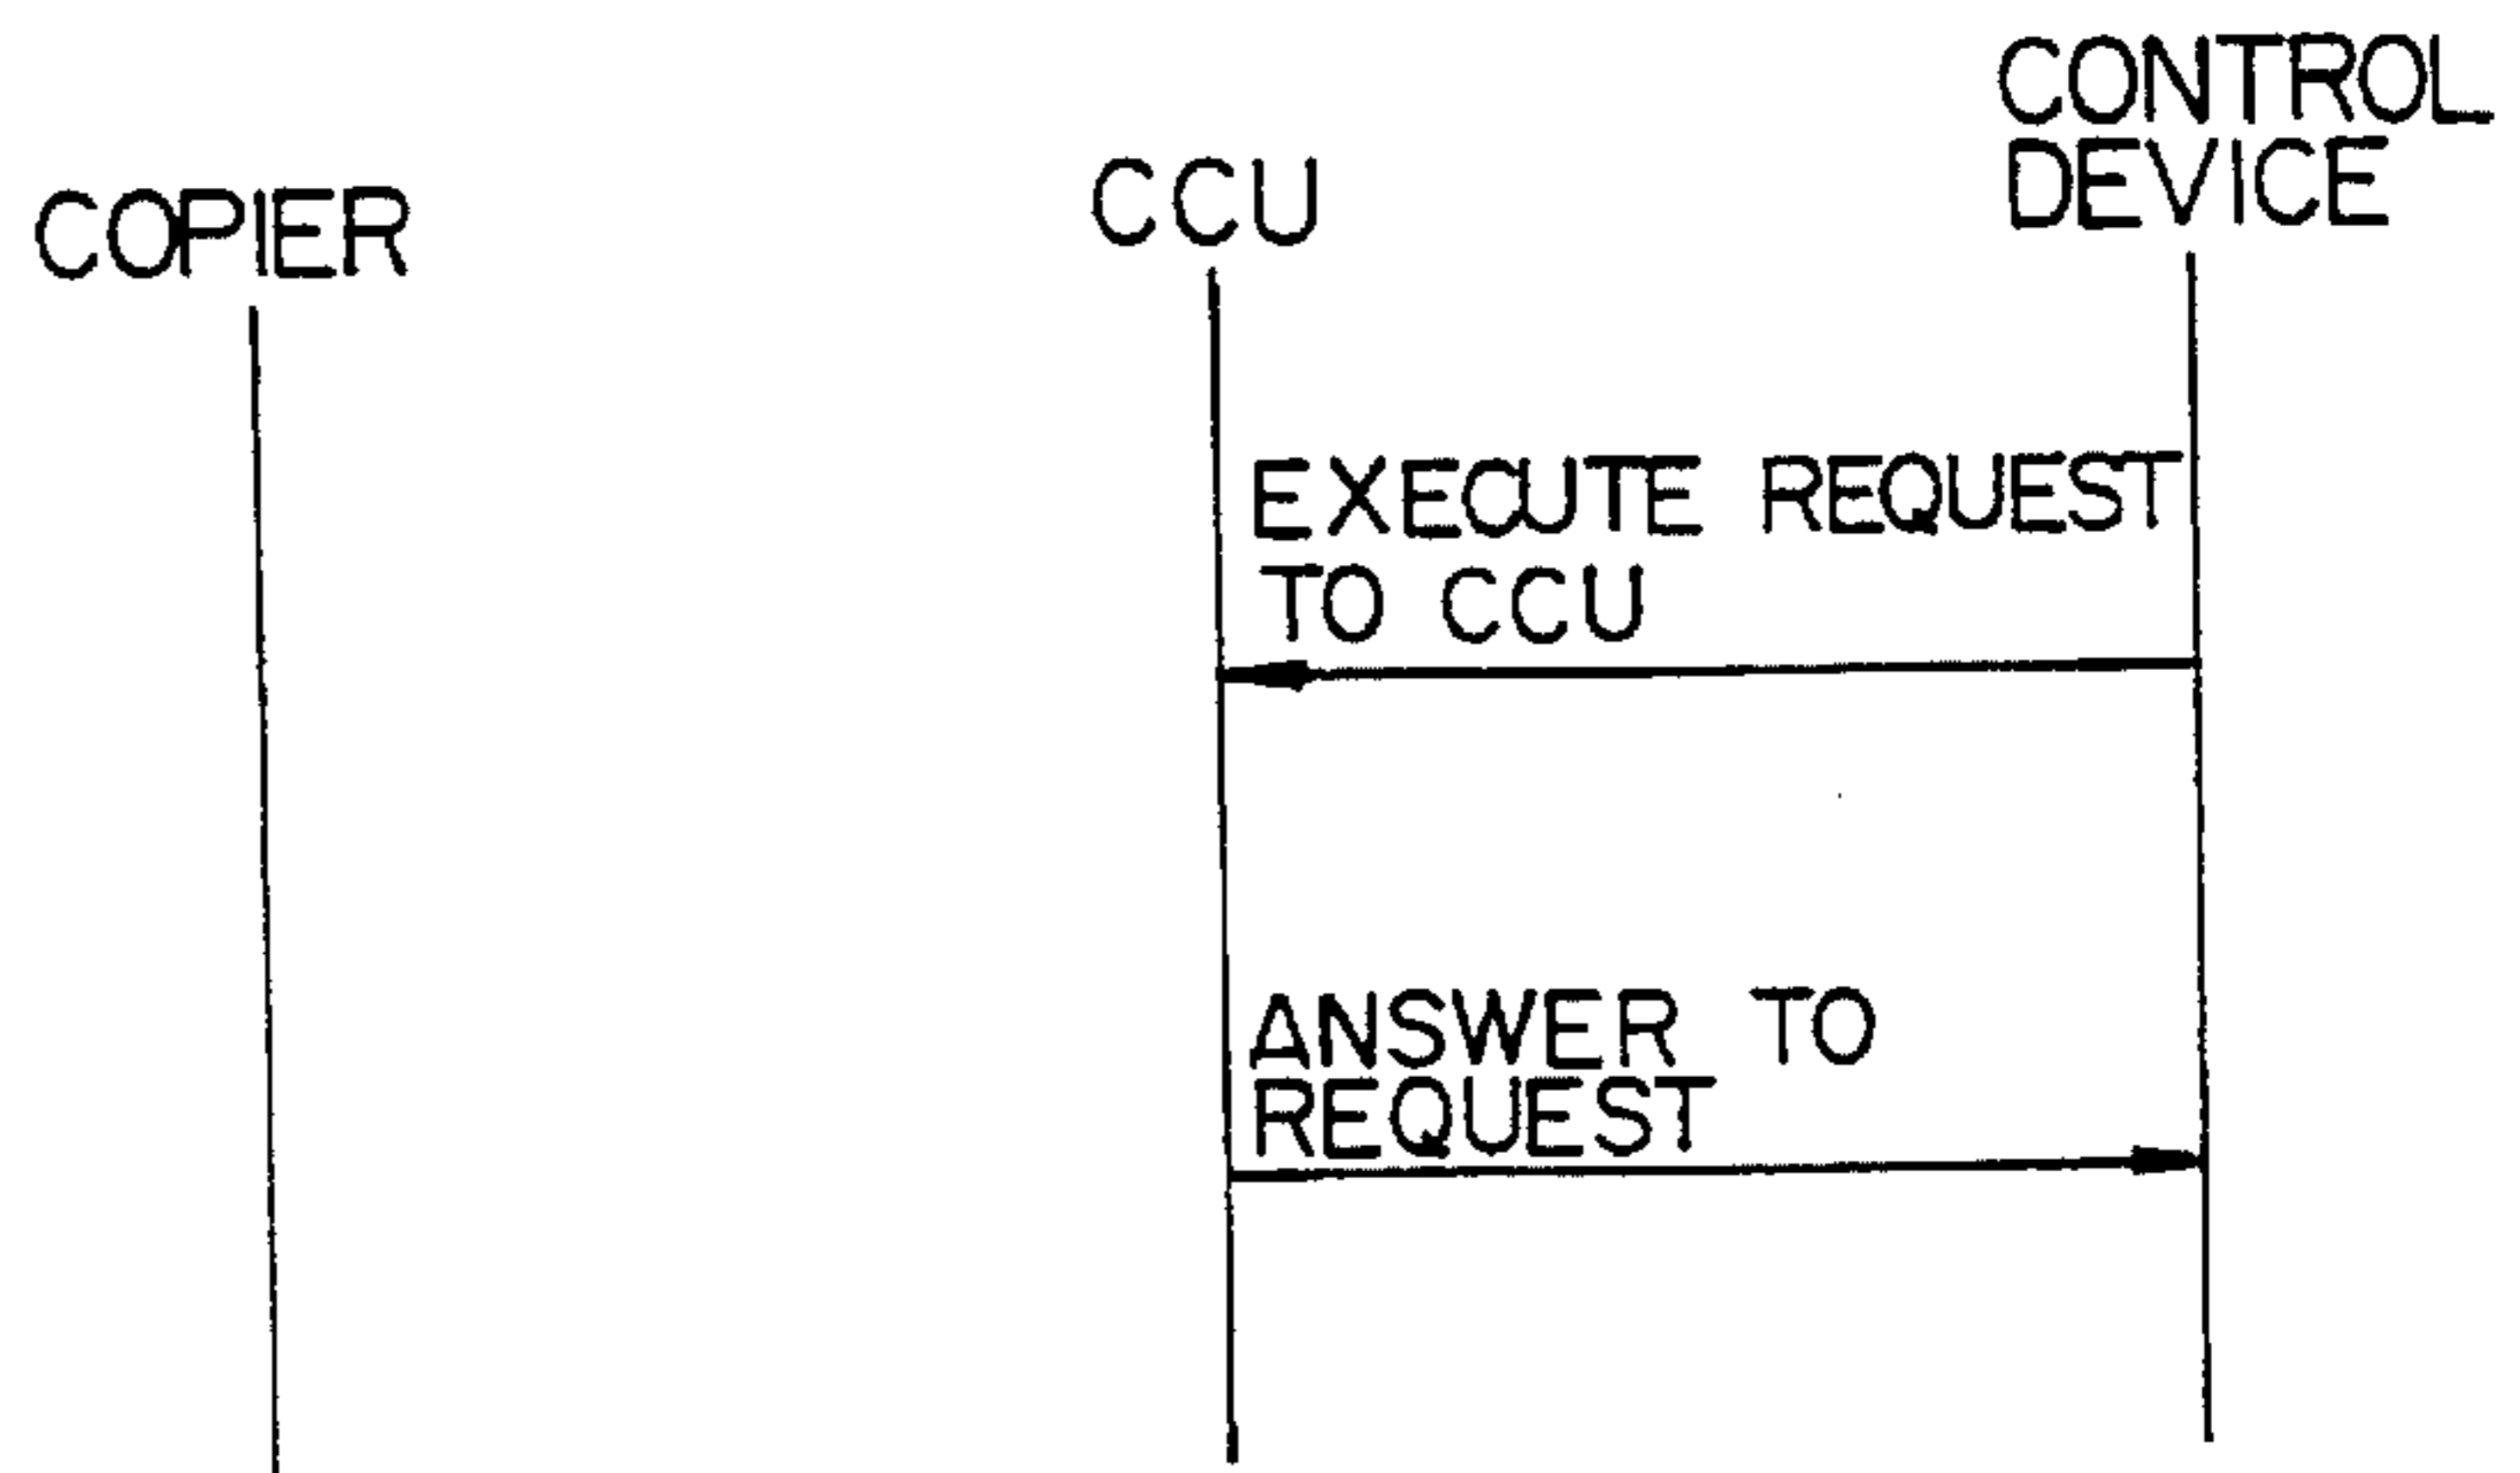 COPIER
CCU
CONTROL
DEVICE
EXECUTE REQUEST
TO CCU
ANSWER TO
REQUEST